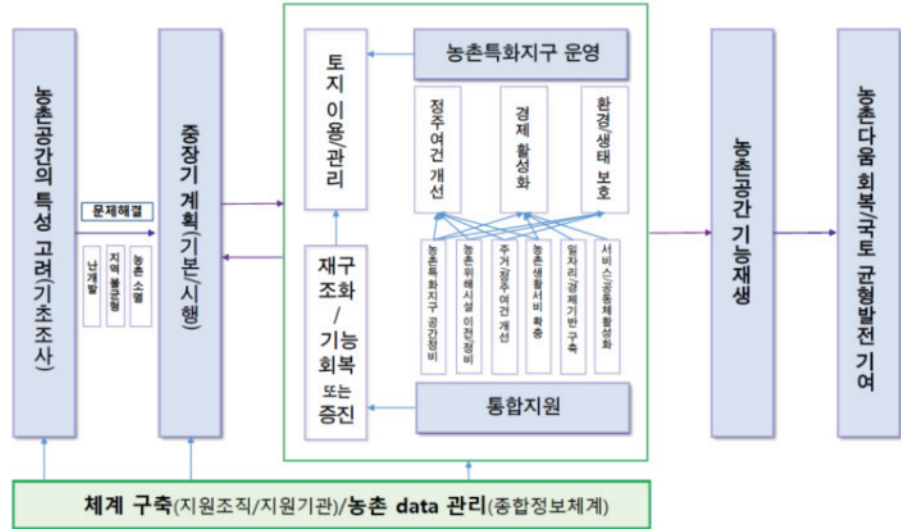 농촌공간의 특성 고려(기초조사)
문제해결
난개발
지역 불균형
농촌 소멸
중장기 계획(기본/시행)
토지 이용/관리
재구
조화
/
기능
회복
또는
증진
농촌특화지구 운영
정주여건 개선
경제 활성화
환경/생태 보호
농촌특화지구 공간정비
농촌위해시설 이전/정비
주거/정주여건 개선
농촌생활서비 확충
일자리/경제기반 구축
서비스/공동체활성화
통합지원
농촌공간 기능재생
농촌다움 회복/국토 균형발전 기여
체계 구축(지원조직/지원기관)/농촌 data 관리(종합정보체계)